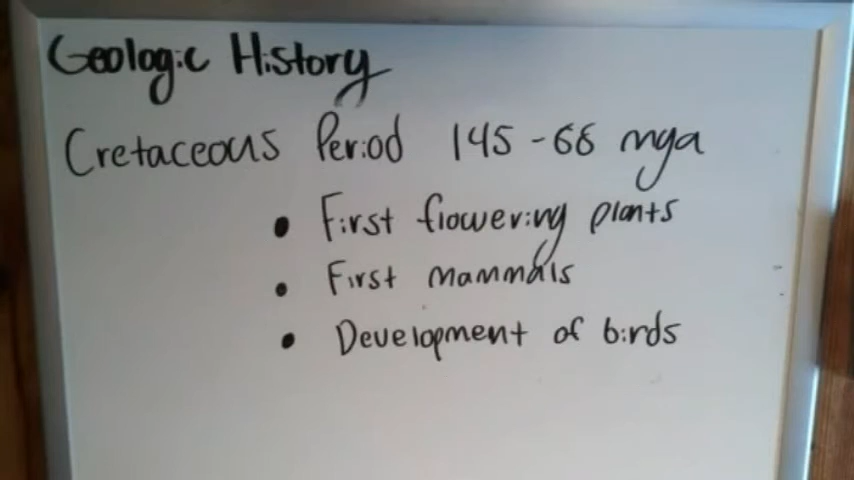 Geologic History
Cretaceous Period 145-66 mya
• First flowering plants
• First mammals
• Development of birds